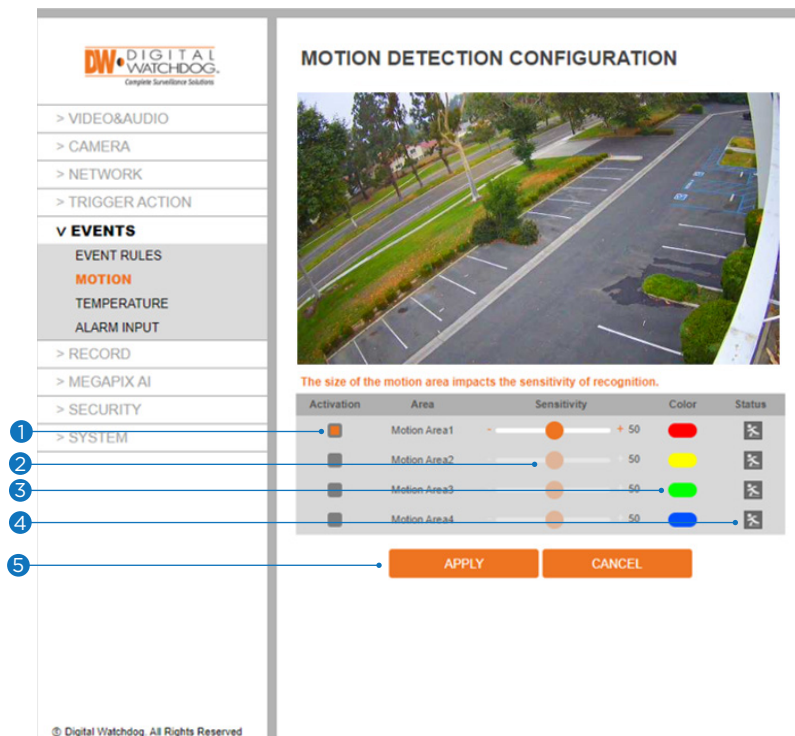 DW DIGITAL
WATCHDOG.
Complete Surveillance Solutions
> VIDEO&AUDIO
> CAMERA
> NETWORK
> TRIGGER ACTION
v EVENTS
EVENT RULES
MOTION
TEMPERATURE
ALARM INPUT
> RECORD
> MEGAPIX AI
> SECURITY
> SYSTEM
® Digital Watchdog. All Rights Reserved
MOTION DETECTION CONFIGURATION
The size of the motion area impacts the sensitivity of recognition.
Activation Area Sensitivity Color Status
1 Motion Area1 - + 50
2 Motion Area2 50
3 Motion Area3 50
4 Motion Area4 50
5 APPLY CANCEL